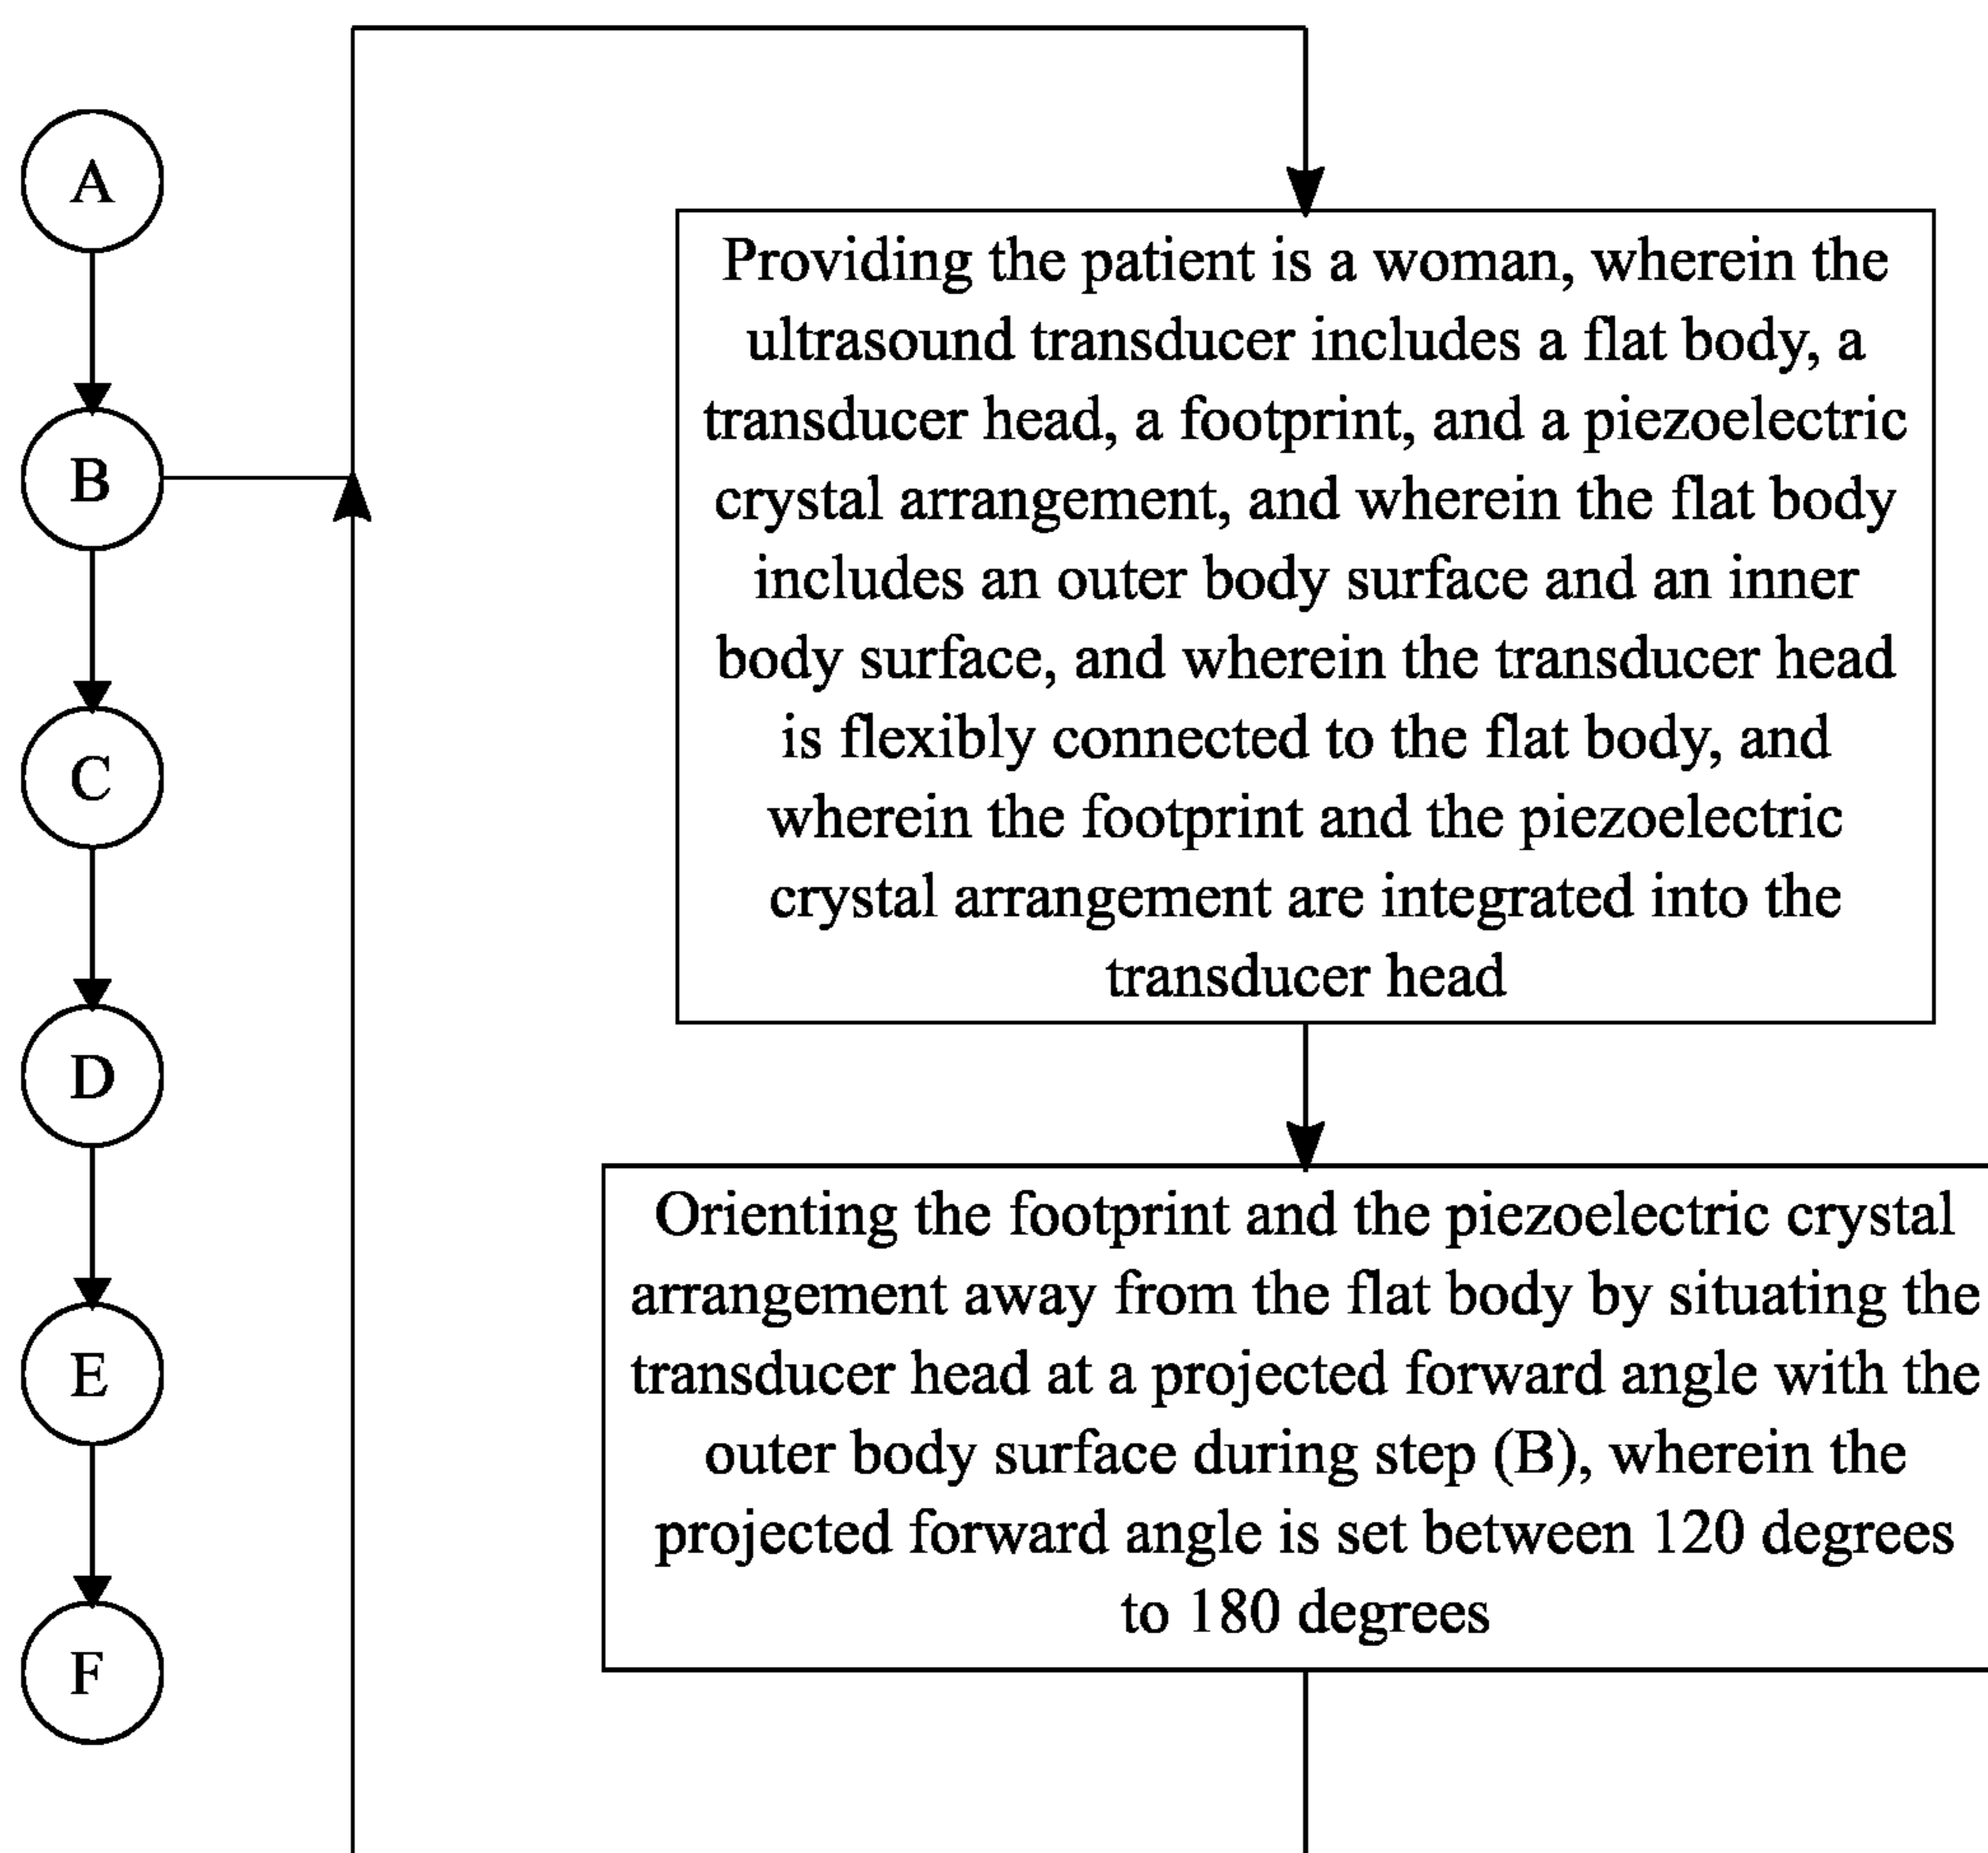 A
B
C
D
E
F
Providing the patient is a woman, wherein the
ultrasound transducer includes a flat body, a
transducer head, a footprint, and a piezoelectric
crystal arrangement, and wherein the flat body
includes an outer body surface and an inner
body surface, and wherein the transducer head
is flexibly connected to the flat body, and
wherein the footprint and the piezoelectric
crystal arrangement are integrated into the
transducer head
Orienting the footprint and the piezoelectric crystal
arrangement away from the flat body by situating the
transducer head at a projected forward angle with the
outer body surface during step (B), wherein the
projected forward angle is set between 120 degrees
to 180 degrees